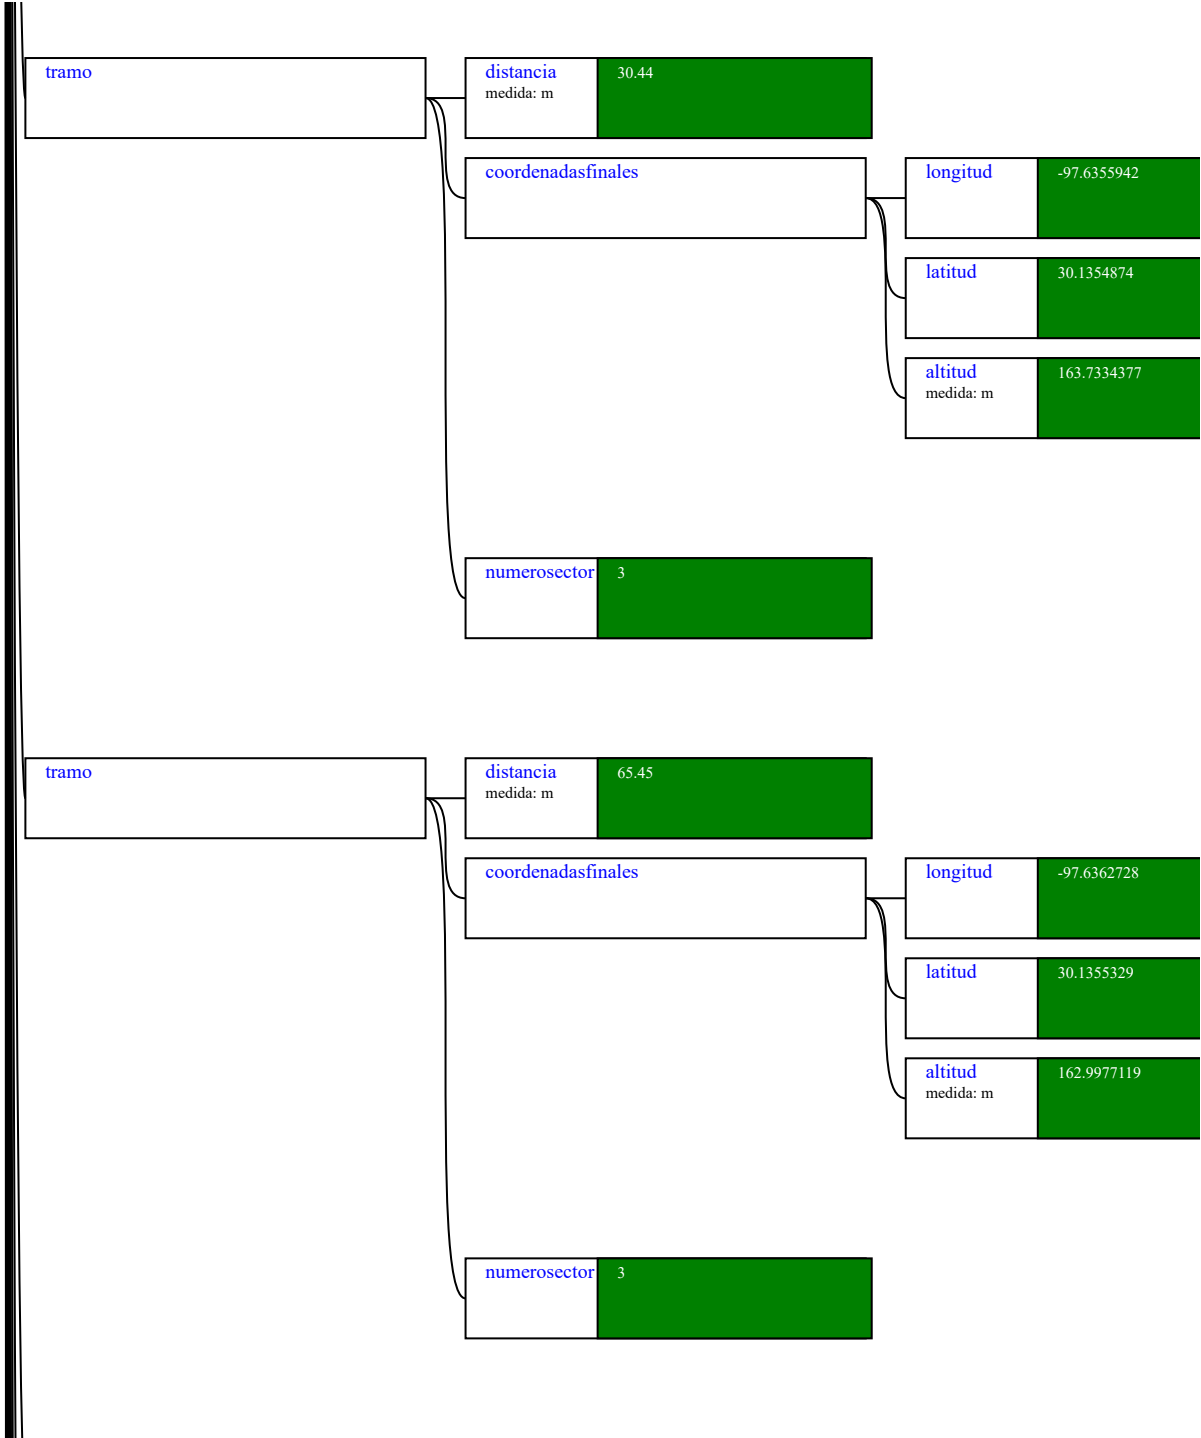 tramo
distancia
medida: m
30.44
coordenadasfinales
longitud
-97.6355942
latitud
30.1354874
altitud
medida: m
163.7334377
numerosector
3
tramo
distancia
medida: m
65.45
coordenadasfinales
longitud
-97.6362728
latitud
30.1355329
altitud
medida: m
162.9977119
numerosector
3